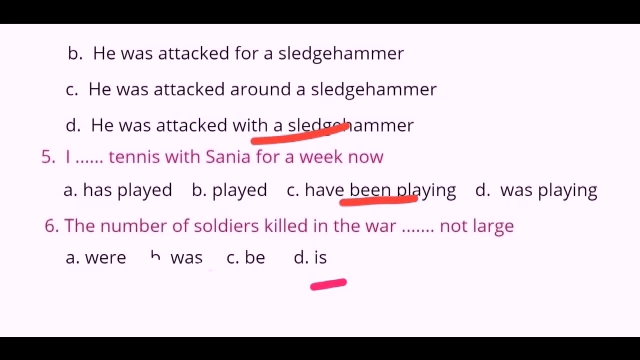 b. He was attacked for a sledgehammer
c. He was attacked around a sledgehammer
d. He was attacked with a sledgehammer
5. I ...... tennis with Sania for a week now
a. has played b. played c. have been playing d. was playing
6. The number of soldiers killed in the war ....... not large
a. were b was c. be d. is